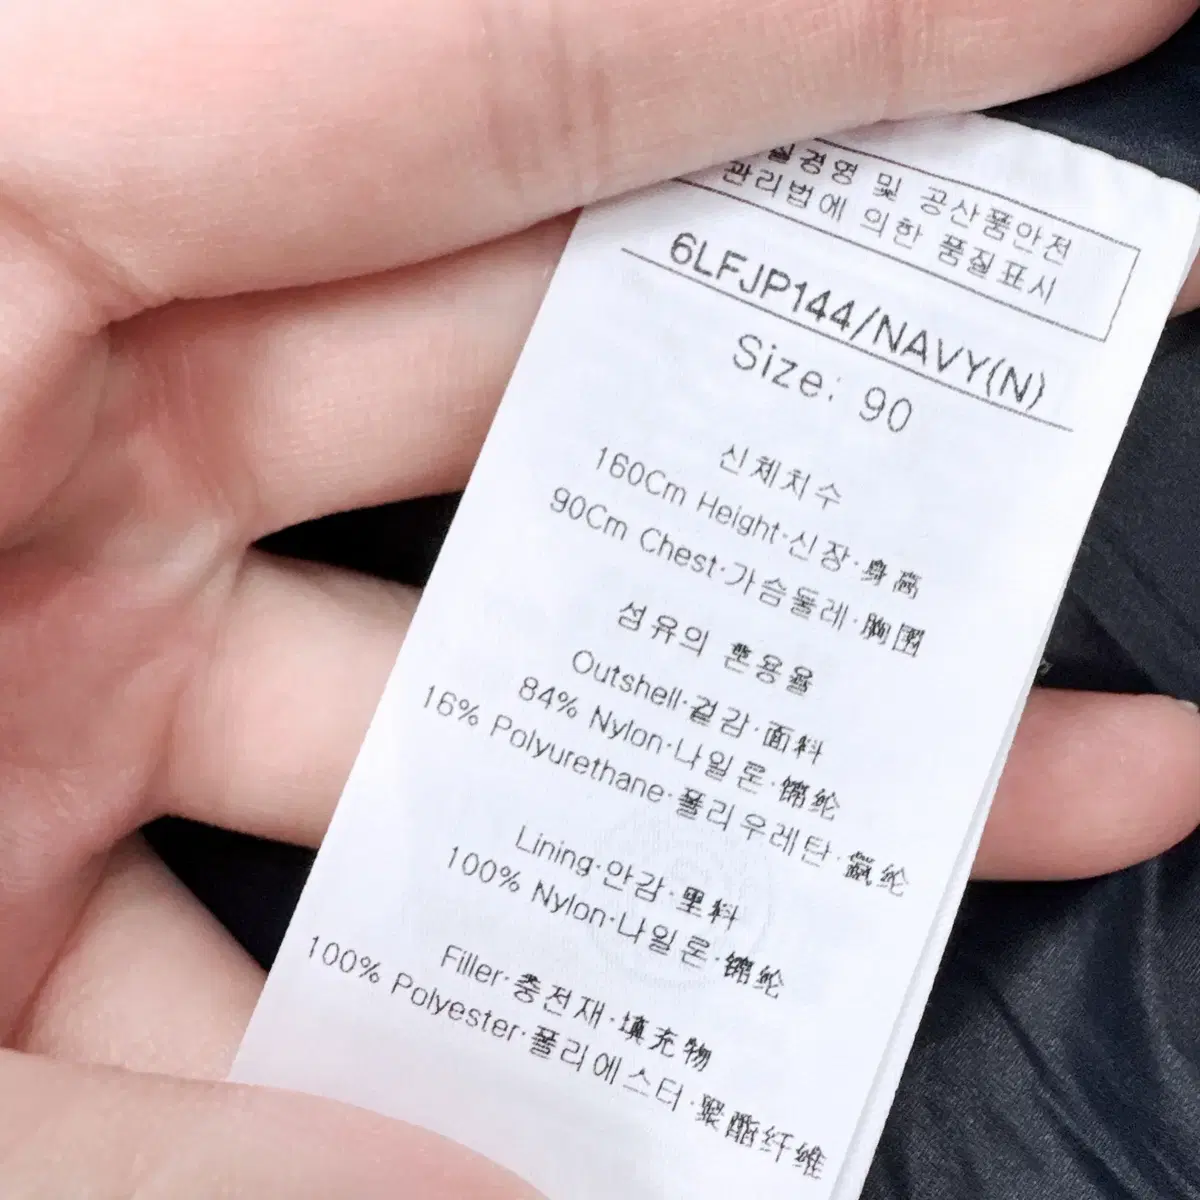 질경영 및 공산품안전
관리법에 의한 품질표시
6LFJP144/NAVY(N)
Size: 90
신체치수
160Cm Height·신장·身高
90Cm Chest·가슴둘레·胸围
섬유의 혼용율
Outshell·겉감·面料
84% Nylon·나일론·锦纶
16% Polyurethane·폴리우레탄·氨纶
Lining·안감·里料
100% Nylon·나일론·锦纶
Filler·충전재·填充物
100% Polyester·폴리에스터·聚酯纤维